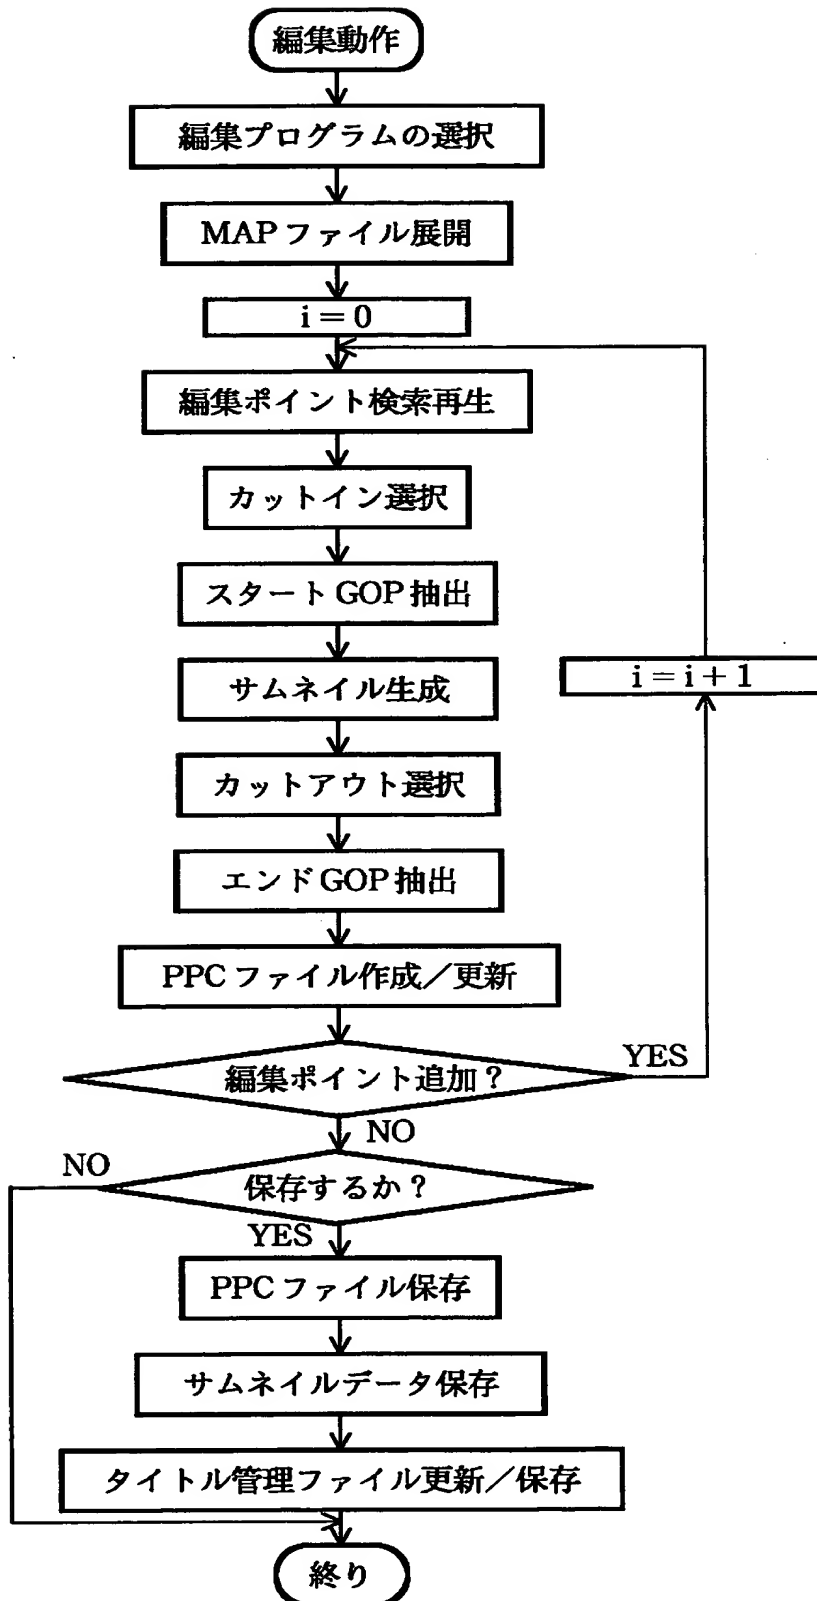 編集動作
編集プログラムの選択
MAPファイル展開
i = 0
編集ポイント検索再生
カットイン選択
スタートGOP抽出
サムネイル生成
i = i + 1
カットアウト選択
エンドGOP抽出
PPCファイル作成/更新
編集ポイント追加?
YES
NO
保存するか?
NO
YES
PPCファイル保存
サムネイルデータ保存
タイトル管理ファイル更新/保存
終り